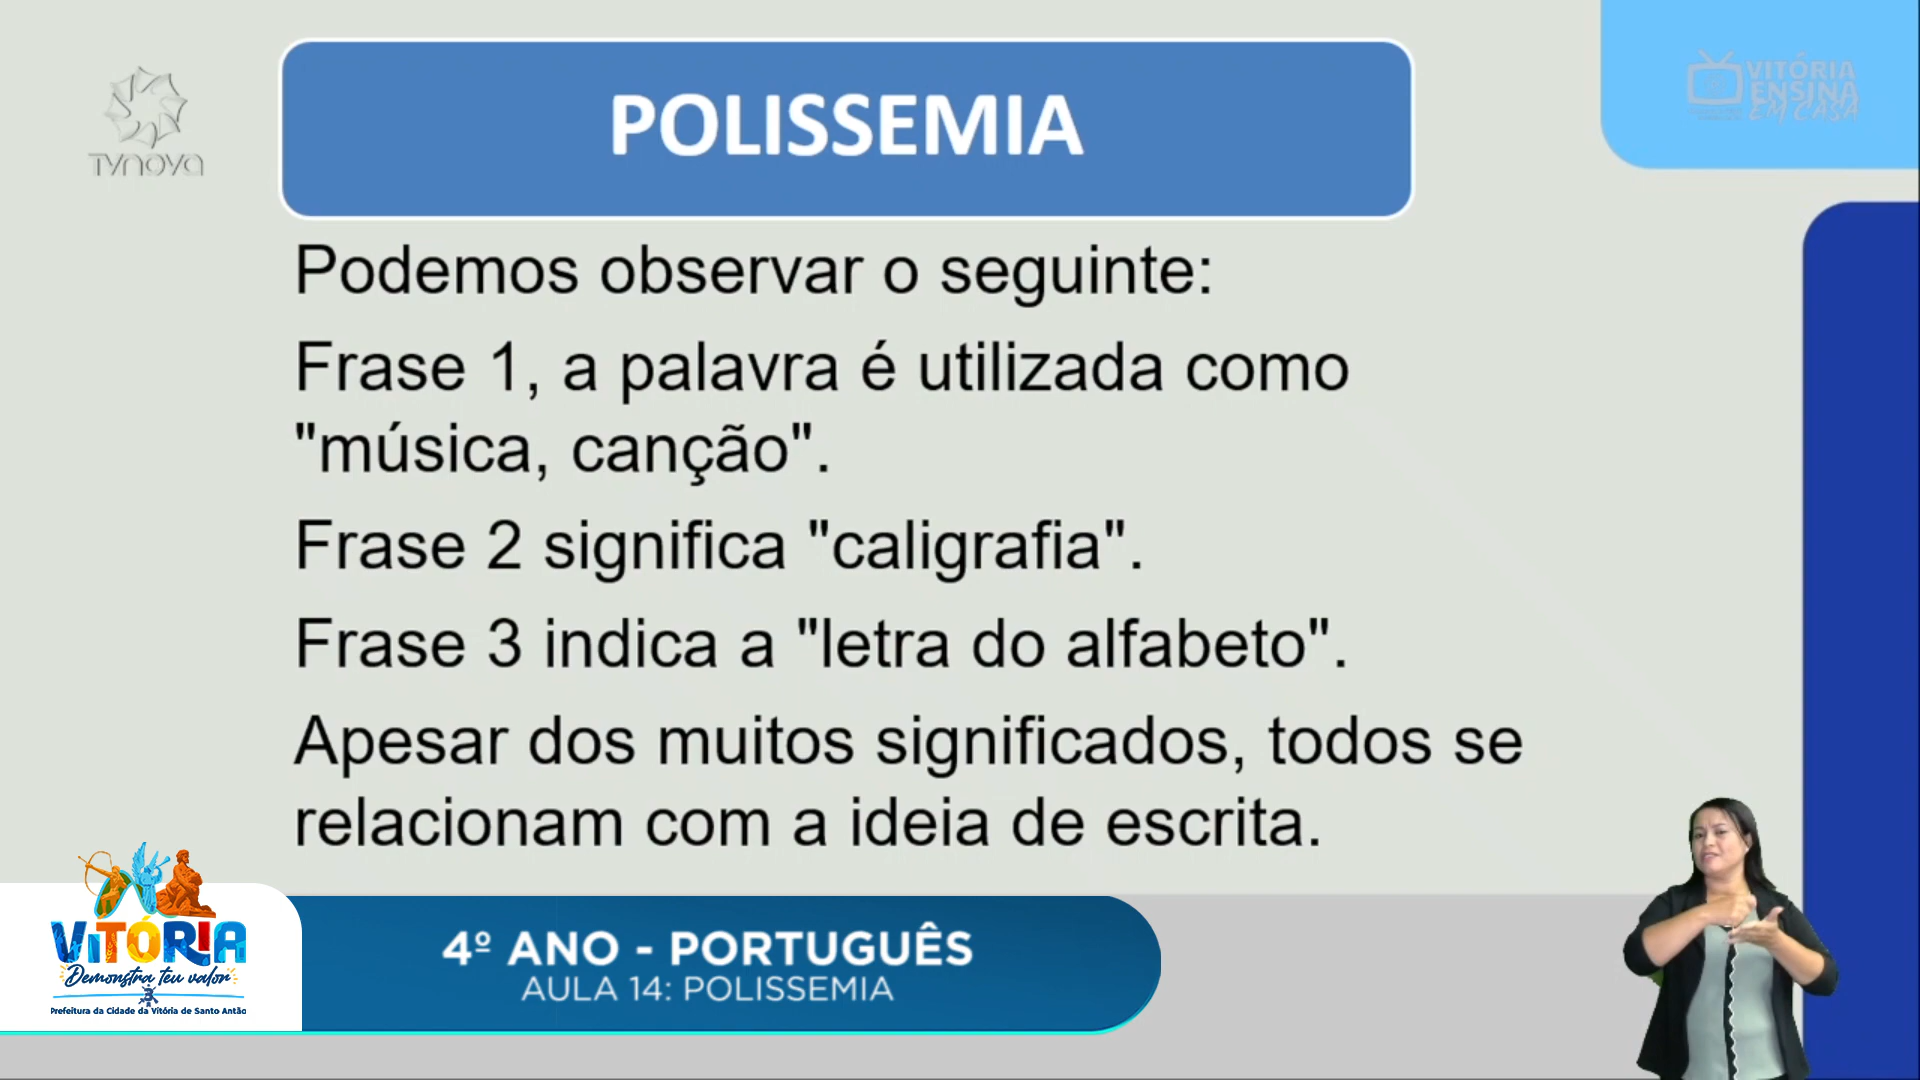 TVNOVA
POLISSEMIA
VITÓRIA
ENSINA
EM CASA
Podemos observar o seguinte:
Frase 1, a palavra é utilizada como
"música, canção".
Frase 2 significa "caligrafia".
Frase 3 indica a "letra do alfabeto".
Apesar dos muitos significados, todos se
relacionam com a ideia de escrita.
VITÓRIA
Demonstra teu valor
Prefeitura da Cidade da Vitória de Santo Antão
4º ANO - PORTUGUÊS
AULA 14: POLISSEMIA